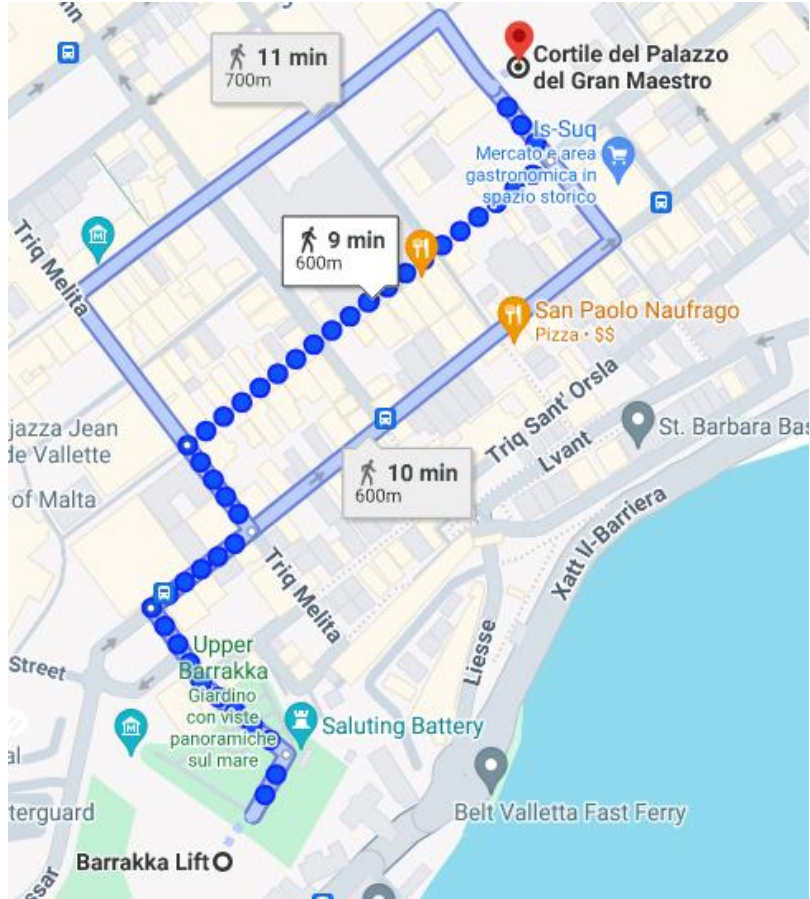 11 min
700m
Cortile del Palazzo
del Gran Maestro
Is-Suq
Mercato e area
gastronomica in
spazio storico
Triq Melita
9 min
600m
San Paolo Naufrago
Pizza • $$
Triq Sant' Orsla
jazza Jean
de Vallette
of Malta
Lvant
St. Barbara Bas
10 min
600m
Xatt Il-Barriera
Triq Melita
Liesse
Street
Upper
Barrakka
Giardino
con viste
panoramiche
sul mare
Saluting Battery
al
terguard
Belt Valletta Fast Ferry
Barrakka Lift
sar